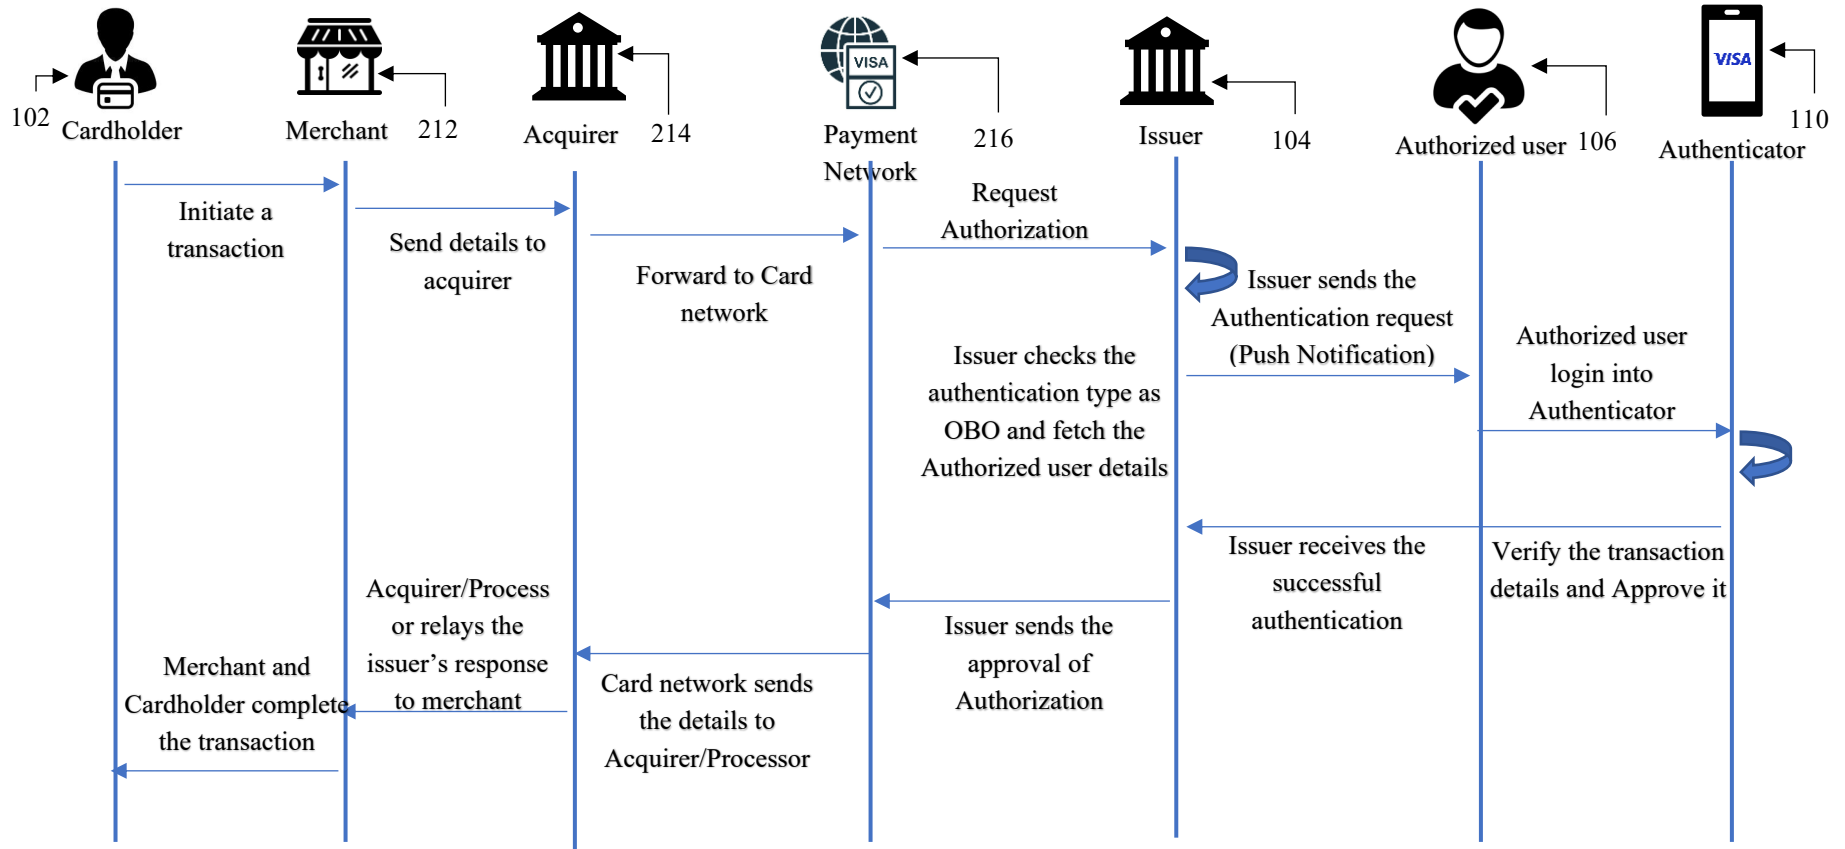 VISA
VISA
102
Cardholder
Merchant
212
Acquirer
214
Payment
Network
216
Issuer
104
Authorized user
106
Authenticator
110
Initiate a
transaction
Send details to
acquirer
Forward to Card
network
Request
Authorization
Issuer checks the
authentication type as
OBO and fetch the
Authorized user details
Issuer sends the
Authentication request
(Push Notification)
Authorized user
login into
Authenticator
Verify the transaction
details and Approve it
Issuer receives the
successful
authentication
Issuer sends the
approval of
Authorization
Card network sends
the details to
Acquirer/Processor
Acquirer/Process
or relays the
issuer’s response
to merchant
Merchant and
Cardholder complete
the transaction